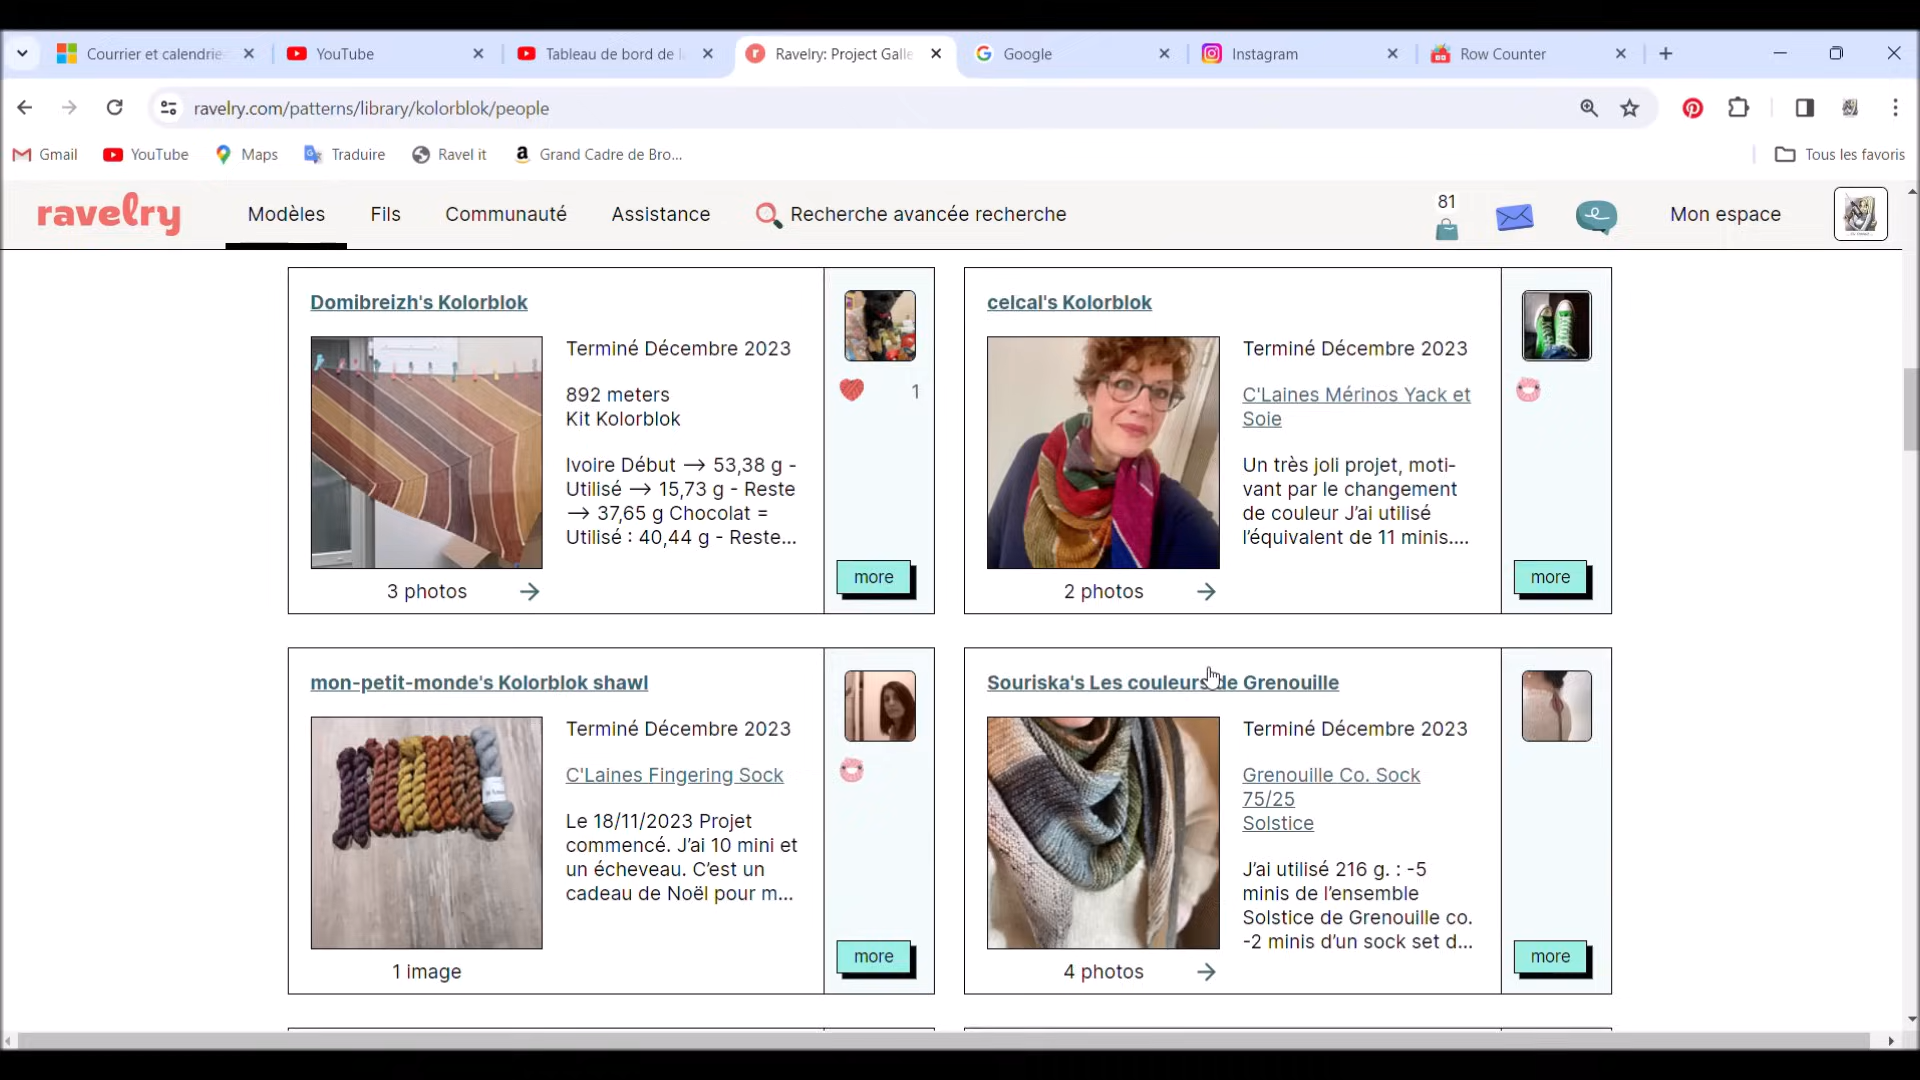 Courrier et calendrie
YouTube
Tableau de bord de l
Ravelry: Project Galle
Google
Instagram
Row Counter
ravelry.com/patterns/library/kolorblok/people
Gmail
YouTube
Maps
Traduire
Ravel it
Grand Cadre de Bro...
Tous les favoris
ravelry
Modèles
Fils
Communauté
Assistance
Recherche avancée recherche
81
Mon espace
Domibreizh's Kolorblok
Terminé Décembre 2023
892 meters
Kit Kolorblok
Ivoire Début → 53,38 g -
Utilisé → 15,73 g - Reste
→ 37,65 g Chocolat =
Utilisé : 40,44 g - Reste...
3 photos →
1
more
celcal's Kolorblok
Terminé Décembre 2023
C'Laines Mérinos Yack et
Soie
Un très joli projet, moti-
vant par le changement
de couleur J'ai utilisé
l'équivalent de 11 minis....
2 photos →
more
mon-petit-monde's Kolorblok shawl
Terminé Décembre 2023
C'Laines Fingering Sock
Le 18/11/2023 Projet
commencé. J'ai 10 mini et
un écheveau. C'est un
cadeau de Noël pour m...
1 image
more
Souriska's Les couleurs de Grenouille
Terminé Décembre 2023
Grenouille Co. Sock
75/25
Solstice
J'ai utilisé 216 g. : -5
minis de l'ensemble
Solstice de Grenouille co.
-2 minis d'un sock set d...
4 photos →
more